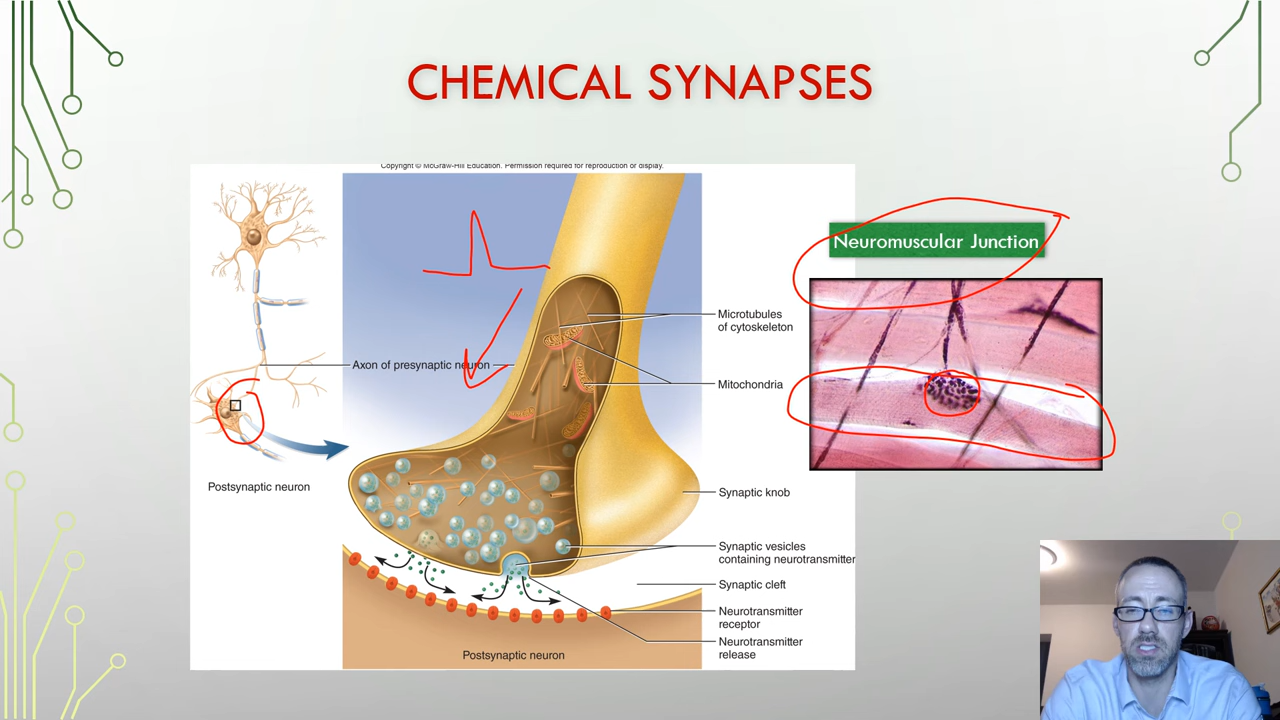 CHEMICAL SYNAPSES
Copyright © McGraw-Hill Education. Permission required for reproduction or display.
Neuromuscular Junction
Microtubules
of cytoskeleton
Axon of presynaptic neuron
Mitochondria
Postsynaptic neuron
Synaptic knob
Synaptic vesicles
containing neurotransmitter
Synaptic cleft
Neurotransmitter
receptor
Neurotransmitter
release
Postsynaptic neuron